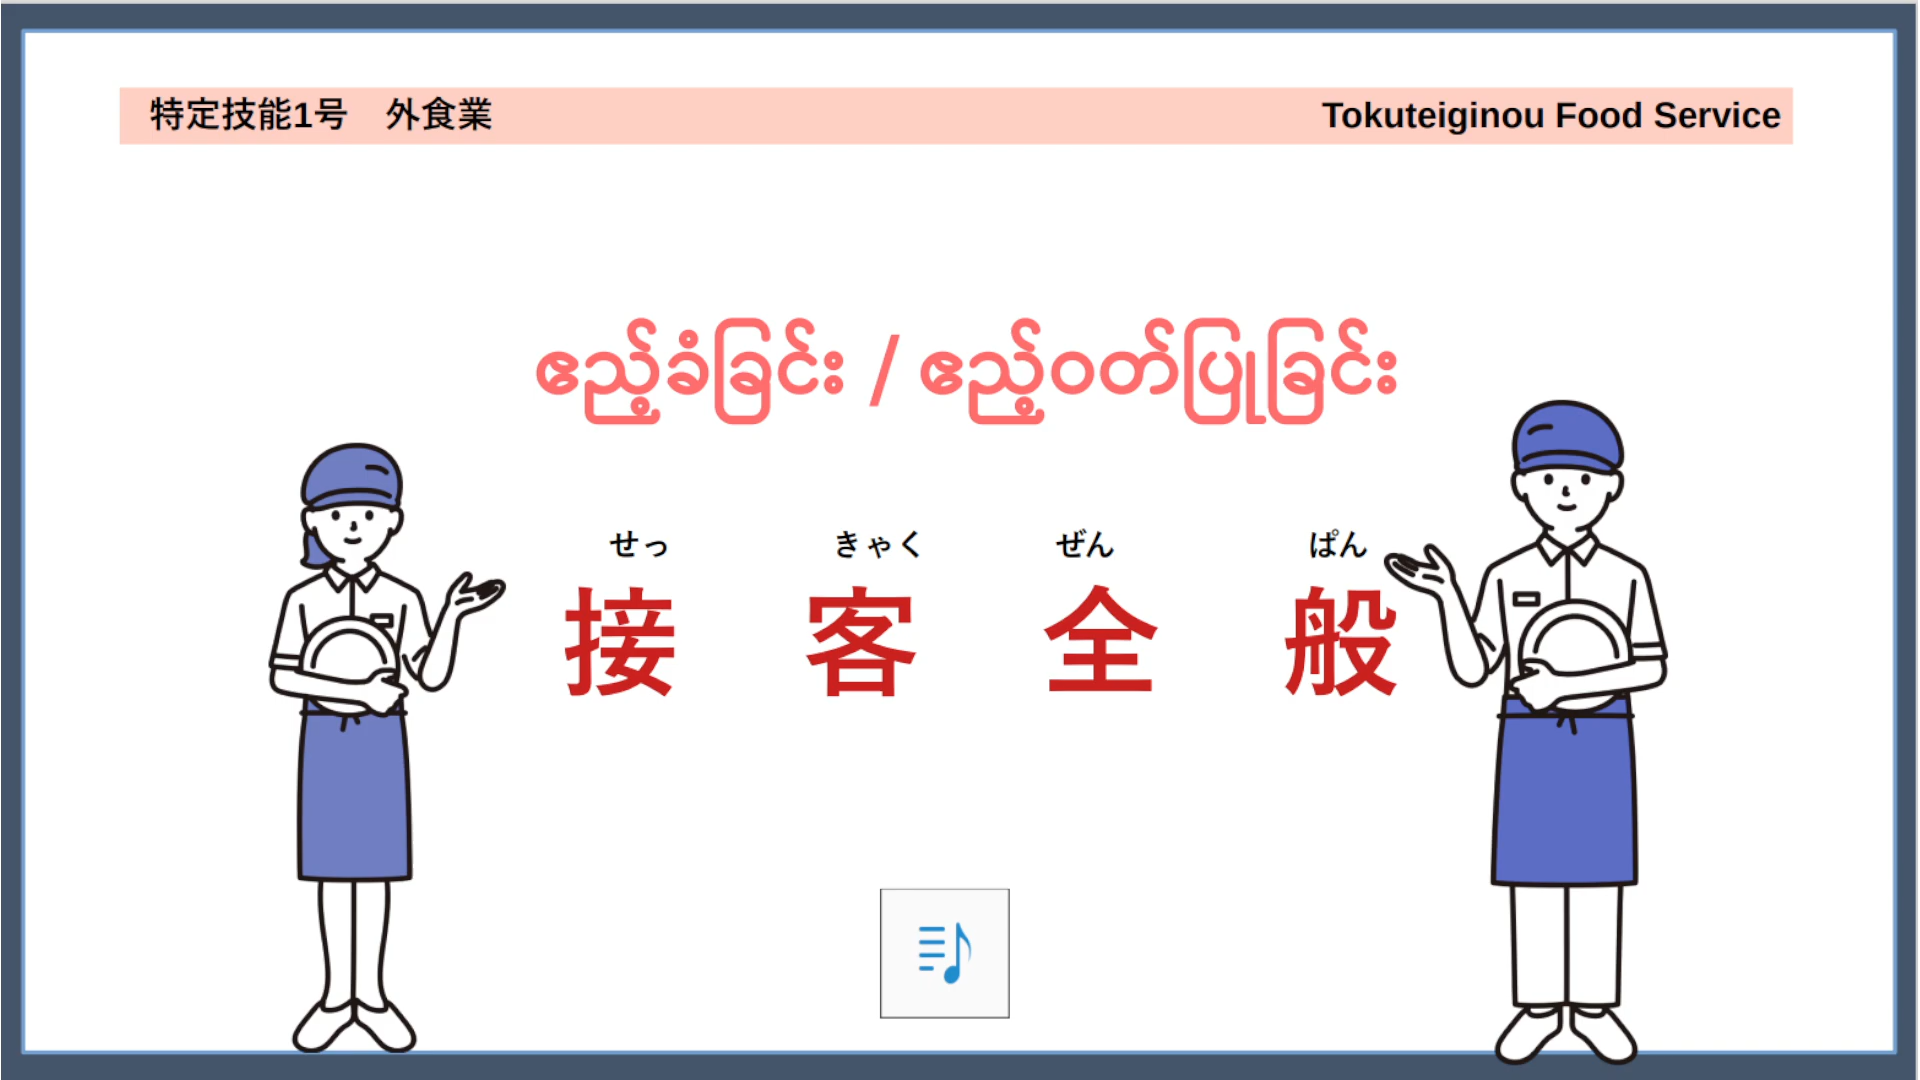 特定技能1号　外食業
Tokuteiginou Food Service
ဧည့်ခံခြင်း / ဧည့်ဝတ်ပြုခြင်း
せっ きゃく ぜん ぱん
接客全般